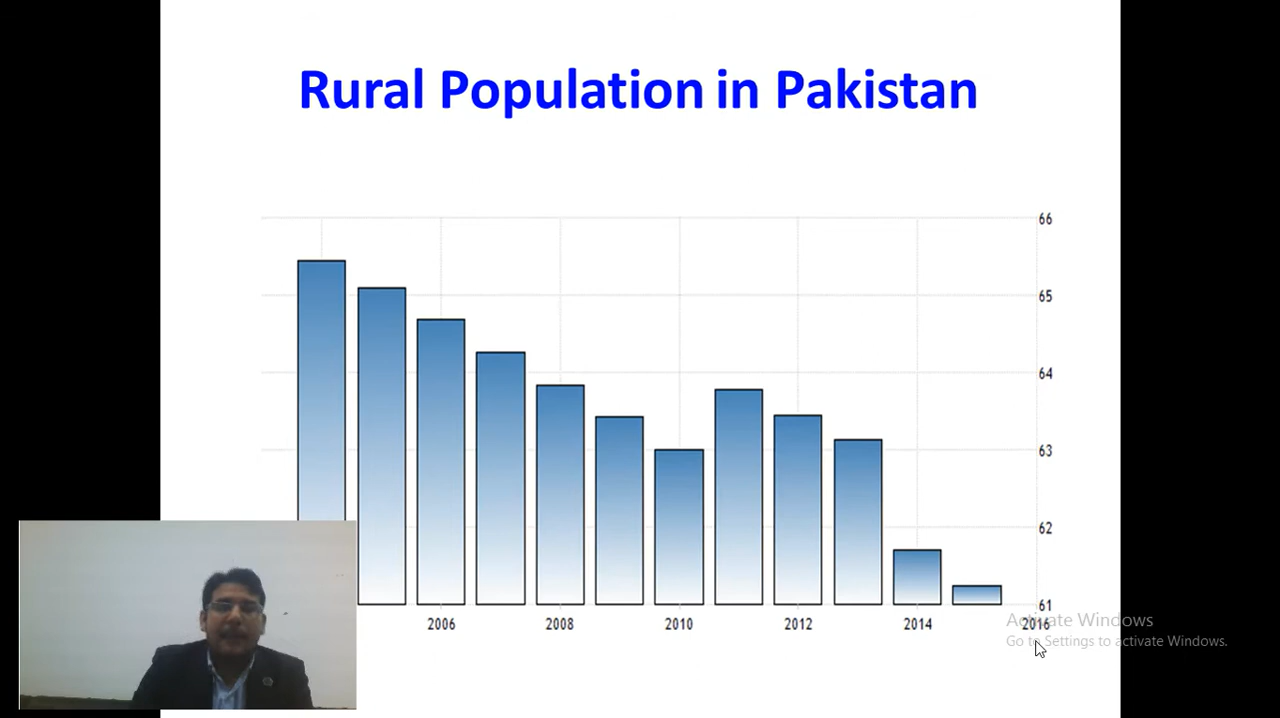 Rural Population in Pakistan
66
65
64
63
62
61
2006 2008 2010 2012 2014 2016
Activate Windows
Go to Settings to activate Windows.